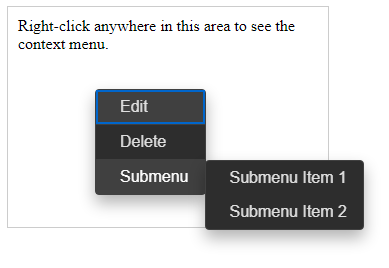 Right-click anywhere in this area to see the
context menu.
Edit
Delete
Submenu
Submenu Item 1
Submenu Item 2